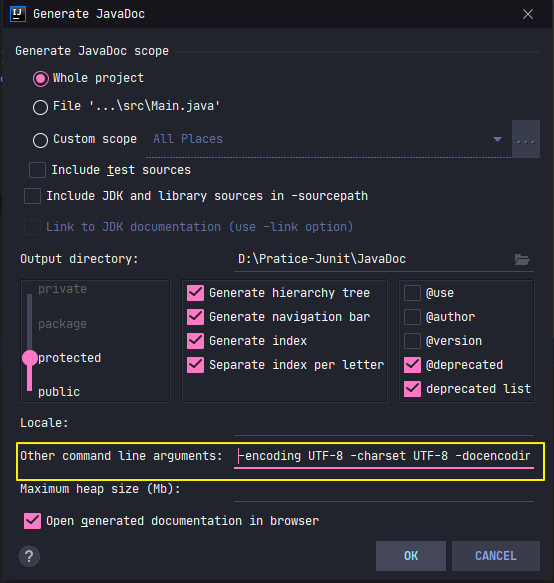 IJ Generate JavaDoc
Generate JavaDoc scope
Whole project
File '...\src\Main.java'
Custom scope All Places ...
Include test sources
Include JDK and library sources in -sourcepath
Link to JDK documentation (use -link option)
Output directory: D:\Pratice-Junit\JavaDoc
private Generate hierarchy tree @use
package Generate navigation bar @author
Generate index @version
protected Separate index per letter @deprecated
public deprecated list
Locale:
Other command line arguments: -encoding UTF-8 -charset UTF-8 -docencodin
Maximum heap size (Mb):
Open generated documentation in browser
? OK CANCEL